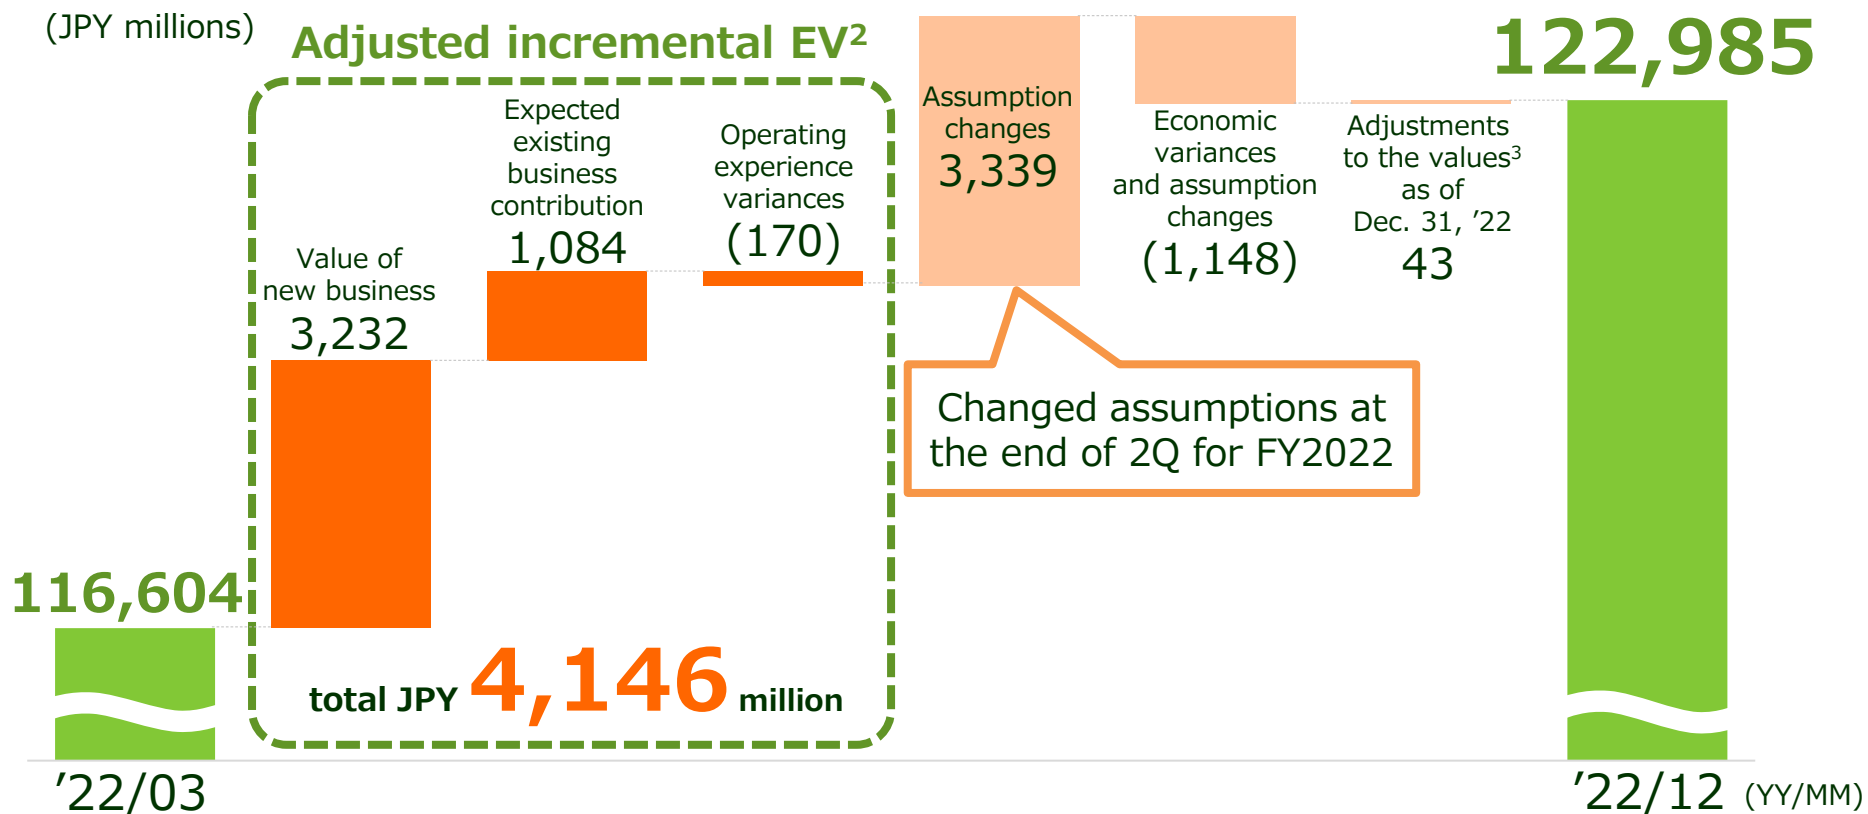 (JPY millions)
Adjusted incremental EV²
116,604
Value of
new business
3,232
Expected
existing
business
contribution
1,084
Operating
experience
variances
(170)
total JPY 4,146 million
Assumption
changes
3,339
Economic
variances
and assumption
changes
(1,148)
Adjustments
to the values³
as of
Dec. 31, ’22
43
Changed assumptions at
the end of 2Q for FY2022
122,985
’22/03
’22/12 (YY/MM)